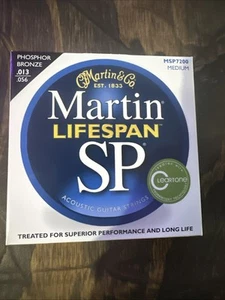 PHOSPHOR
BRONZE
.013
.056
Martin & Co.
EST. 1833
MSP7200
MEDIUM
Martin
LIFESPAN
SP
CLEARTONE
ACOUSTIC GUITAR STRINGS
TREATED FOR SUPERIOR PERFORMANCE AND LONG LIFE